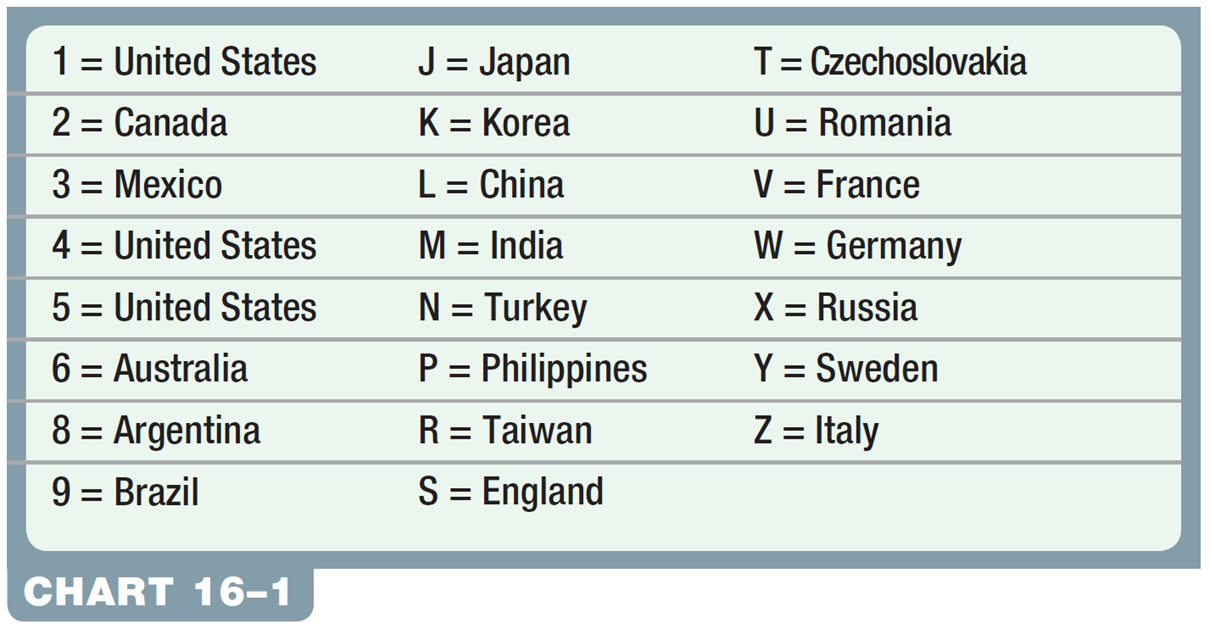 1 = United States J = Japan T = Czechoslovakia
2 = Canada K = Korea U = Romania
3 = Mexico L = China V = France
4 = United States M = India W = Germany
5 = United States N = Turkey X = Russia
6 = Australia P = Philippines Y = Sweden
8 = Argentina R = Taiwan Z = Italy
9 = Brazil S = England
CHART 16–1